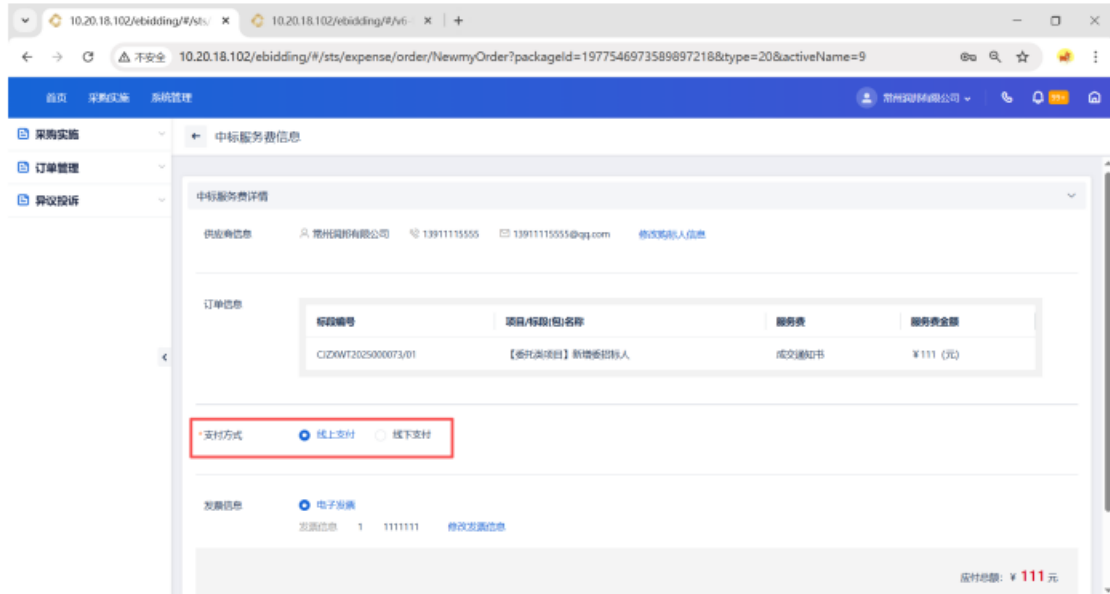 10.20.18.102/ebidding/#/sts/ 10.20.18.102/ebidding/#/v6-
不安全 10.20.18.102/ebidding/#/sts/expense/order/NewmyOrder?packageId=1977546973589897218&type=20&activeName=9
首页 采购实施 系统管理 99+
采购实施
订单管理
异议投诉
中标服务费信息
中标服务费详情
供应商信息 13911115555 13911115555@qq.com 修改购标人信息
订单信息
标段编号 项目/标段(包)名称 服务费 服务费金额
CIZXWT2025000073/01 【委托类项目】新增委招标人 成交通知书 ¥111 (元)
*支付方式 线上支付 线下支付
发票信息 电子发票
发票信息 1 1111111 修改发票信息
应付总额: ¥ 111 元